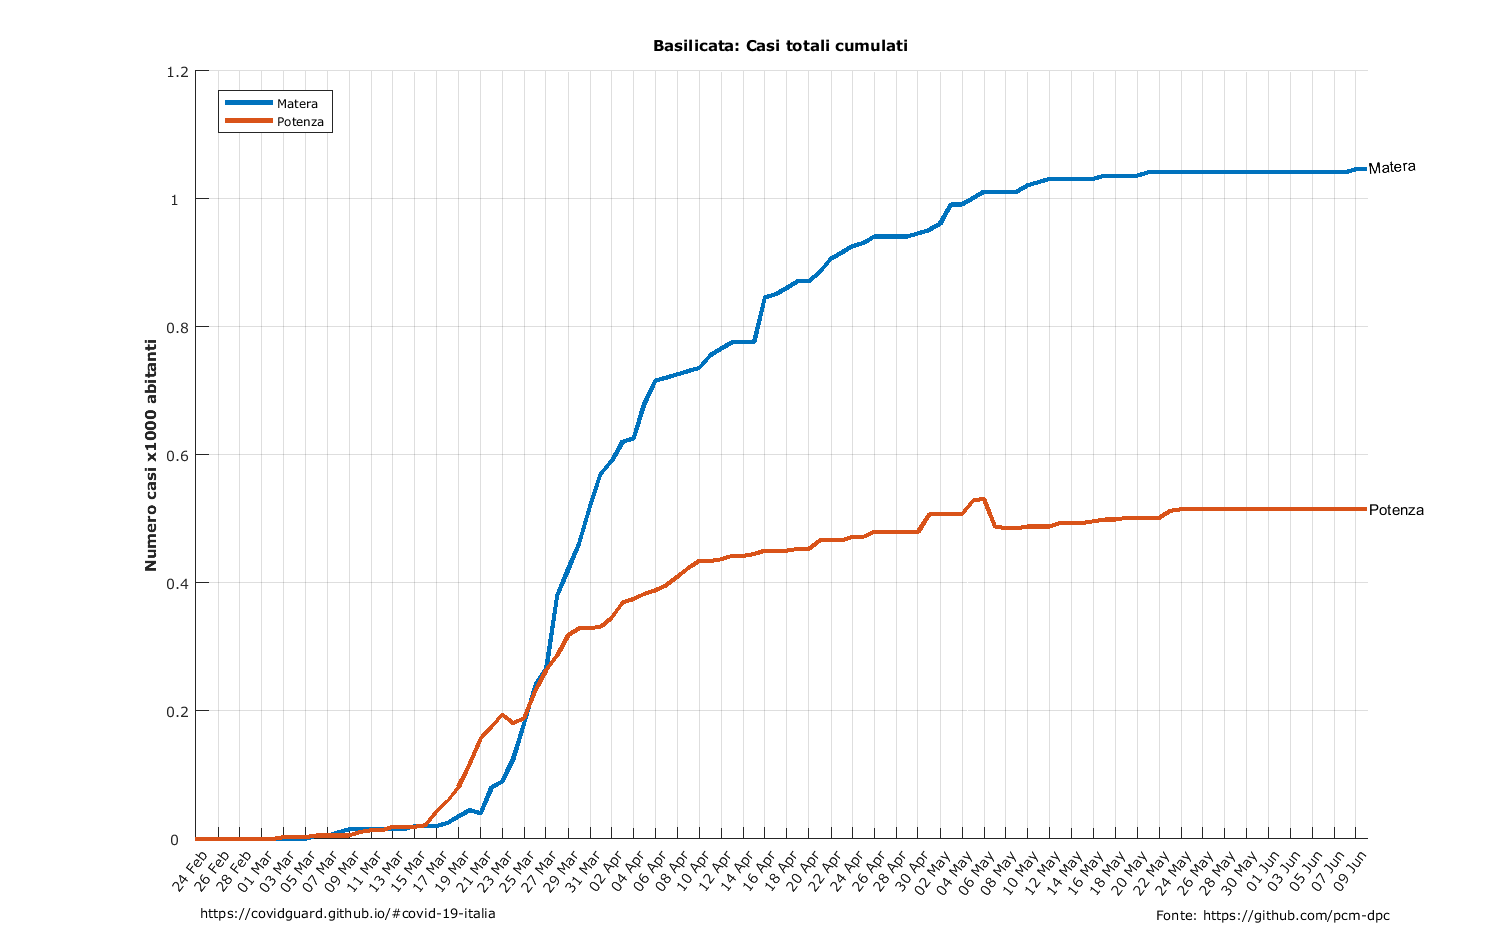 Basilicata: Casi totali cumulati
Matera
Potenza
Numero casi x1000 abitanti
1.2
1
0.8
0.6
0.4
0.2
0
Matera
Potenza
24 Feb
26 Feb
28 Feb
01 Mar
03 Mar
05 Mar
07 Mar
09 Mar
11 Mar
13 Mar
15 Mar
17 Mar
19 Mar
21 Mar
23 Mar
25 Mar
27 Mar
29 Mar
31 Mar
02 Apr
04 Apr
06 Apr
08 Apr
10 Apr
12 Apr
14 Apr
16 Apr
18 Apr
20 Apr
22 Apr
24 Apr
26 Apr
28 Apr
30 Apr
02 May
04 May
06 May
08 May
10 May
12 May
14 May
16 May
18 May
20 May
22 May
24 May
26 May
28 May
30 May
01 Jun
03 Jun
05 Jun
07 Jun
09 Jun
https://covidguard.github.io/#covid-19-italia
Fonte: https://github.com/pcm-dpc